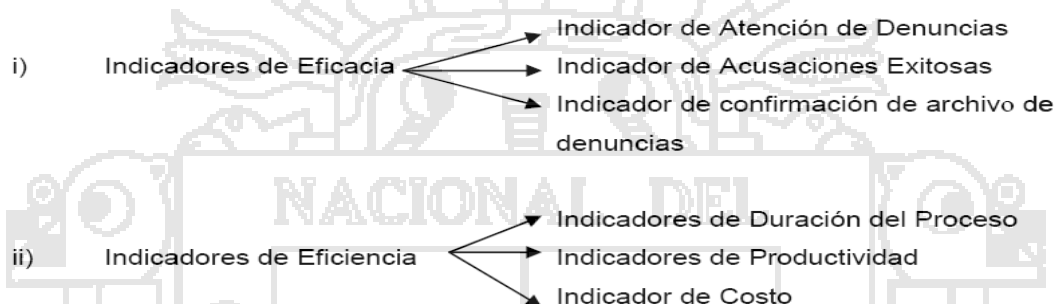 Indicador de Atención de Denuncias
i) Indicadores de Eficacia Indicador de Acusaciones Exitosas
Indicador de confirmación de archivo de
denuncias
NACIONAL DEL
Indicadores de Duración del Proceso
ii) Indicadores de Eficiencia Indicadores de Productividad
Indicador de Costo